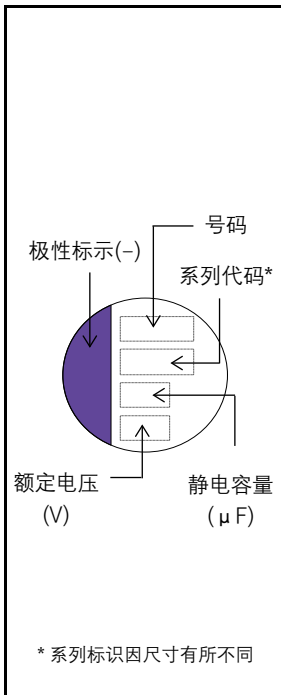 号码
极性标示(-)
系列代码*
额定电压
(V)
静电容量
(μF)
* 系列标识因尺寸有所不同